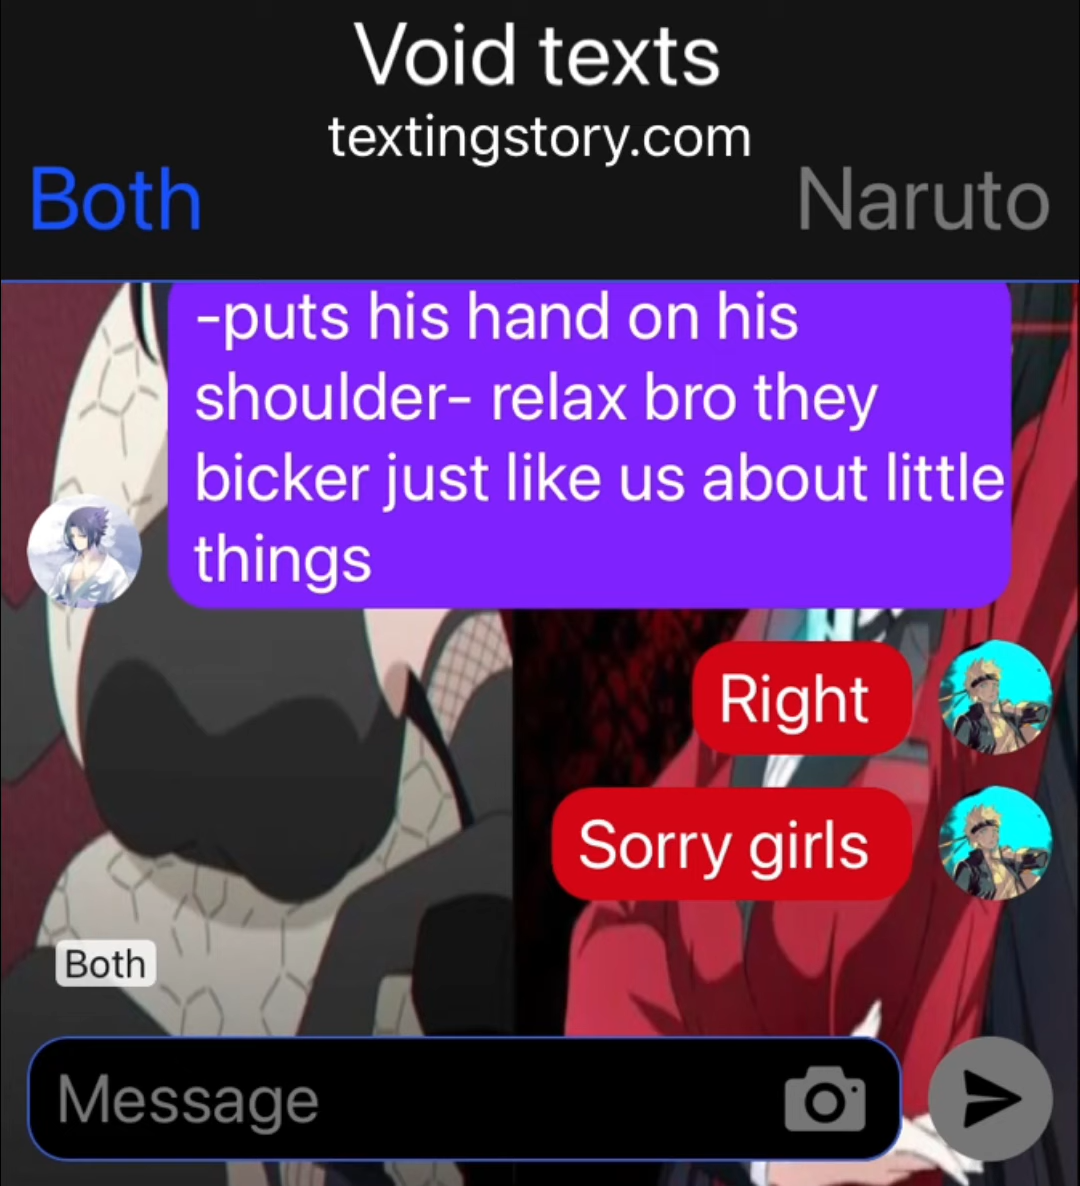 Void texts
textingstory.com
Both
Naruto
-puts his hand on his
shoulder- relax bro they
bicker just like us about little
things
Right
Sorry girls
Both
Message